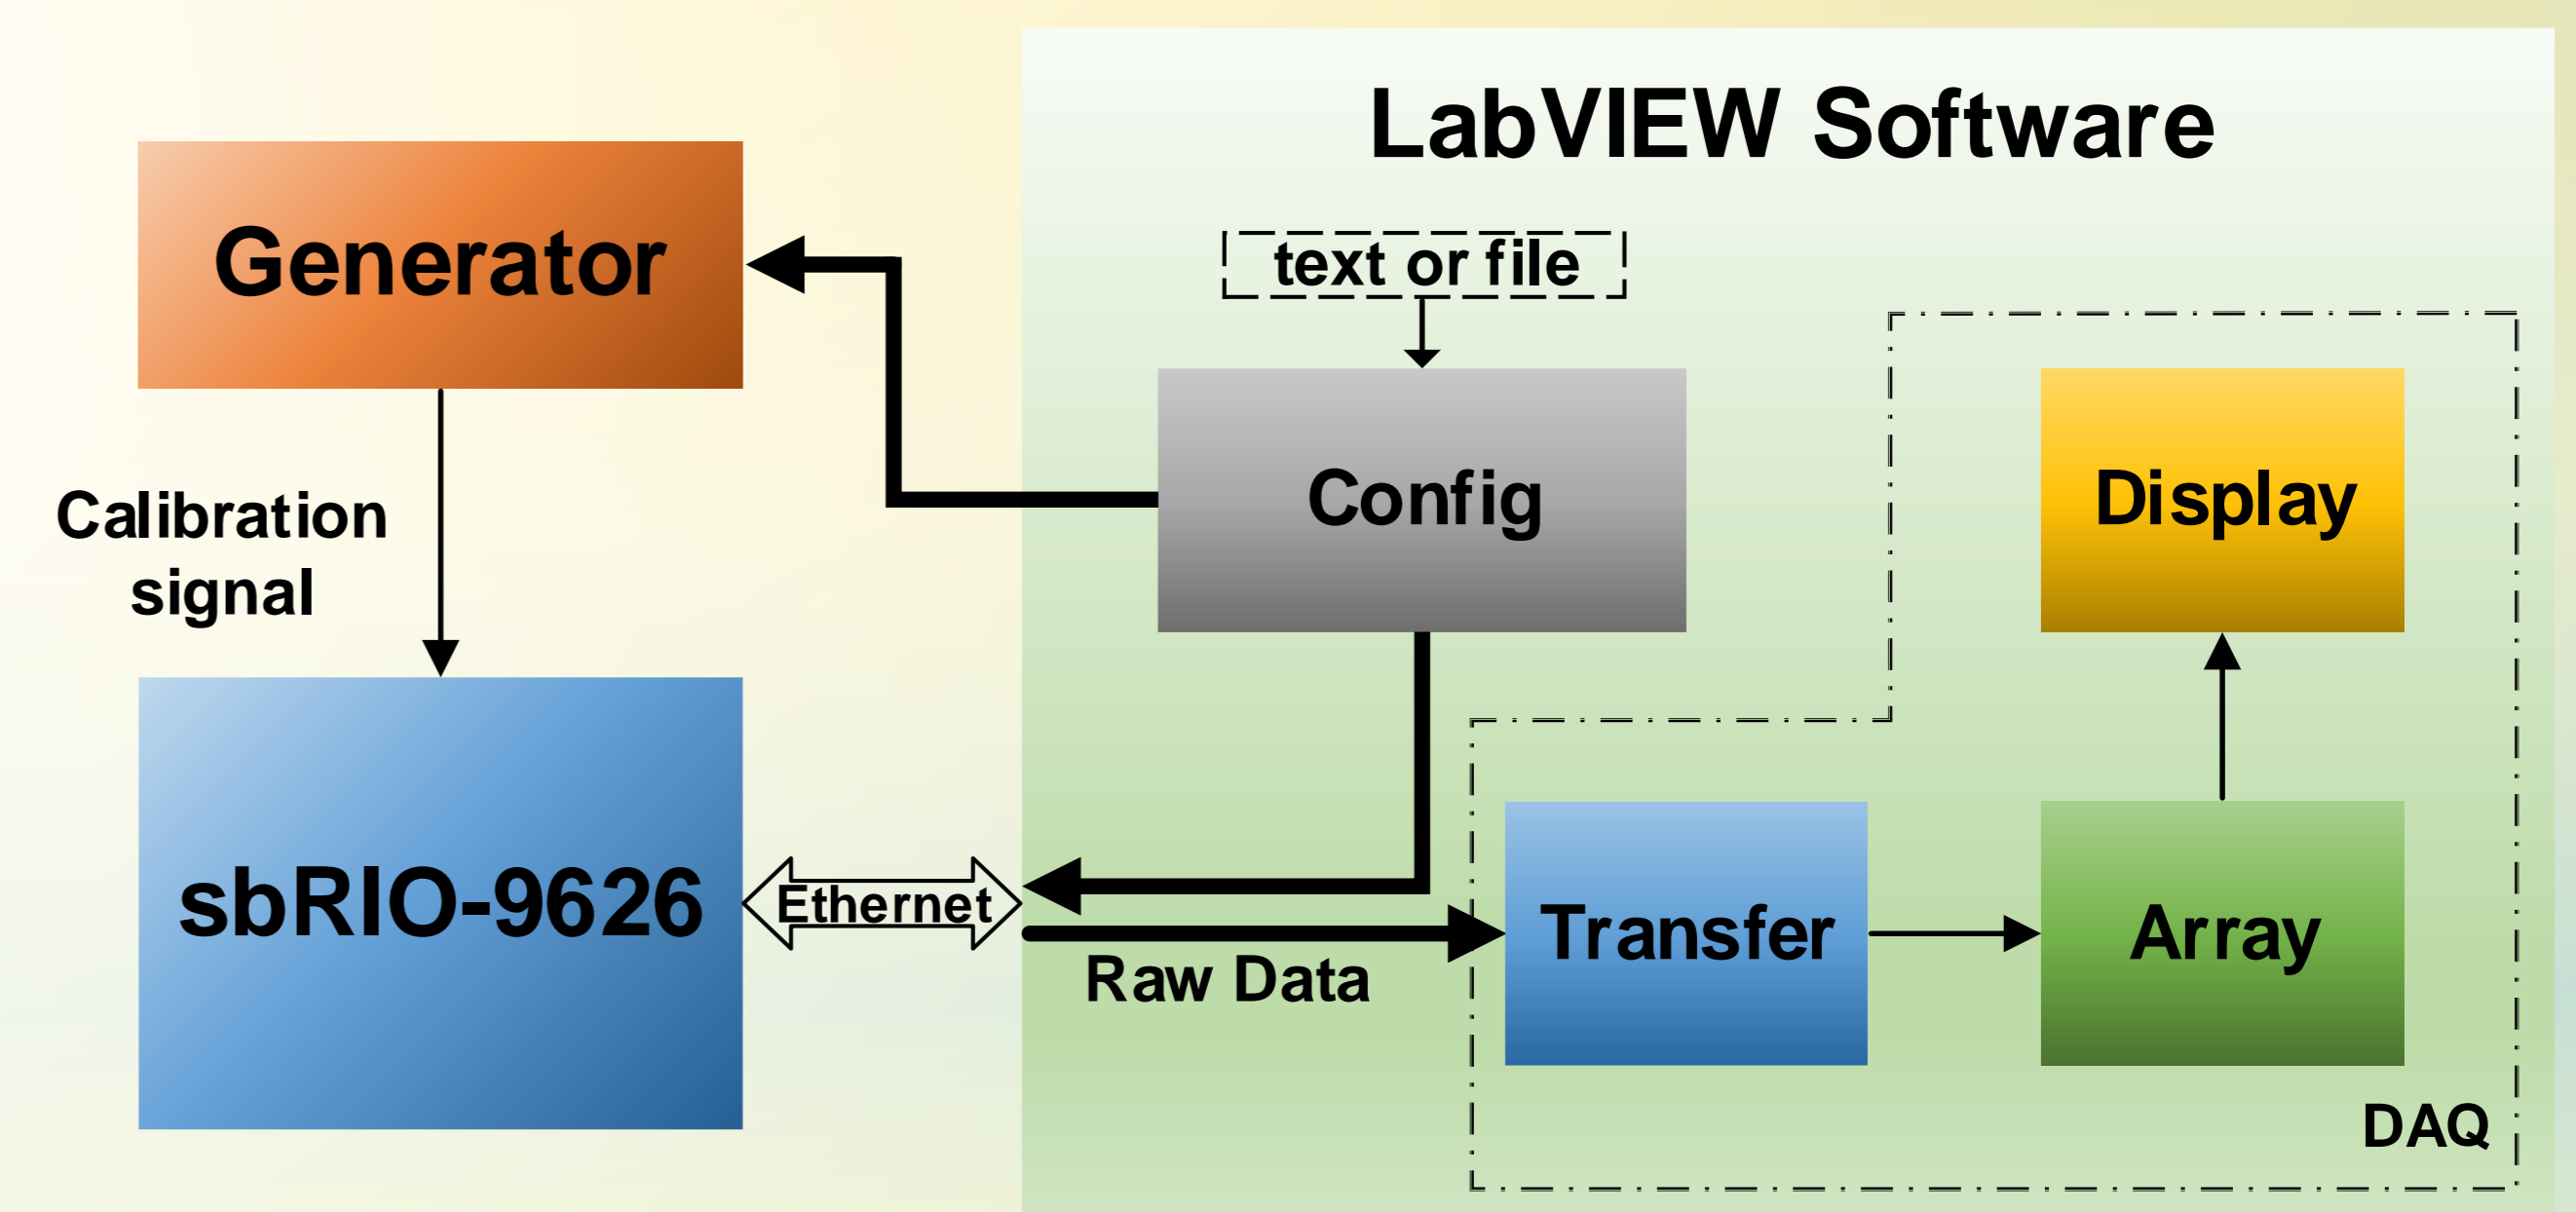 LabVIEW Software
Generator
text or file
Config
Display
Calibration
signal
sbRIO-9626
Ethernet
Raw Data
Transfer
Array
DAQ